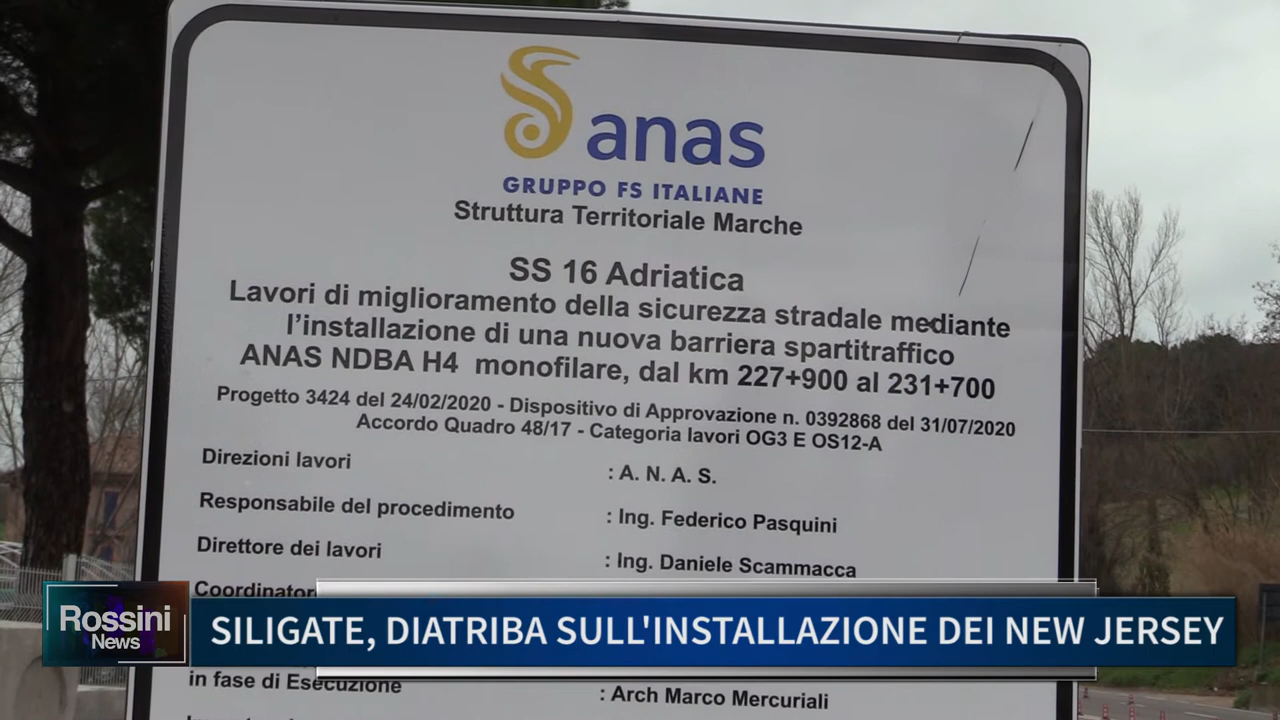 anas
GRUPPO FS ITALIANE
Struttura Territoriale Marche
SS 16 Adriatica
Lavori di miglioramento della sicurezza stradale mediante
l'installazione di una nuova barriera spartitraffico
ANAS NDBA H4 monofilare, dal km 227+900 al 231+700
Progetto 3424 del 24/02/2020 - Dispositivo di Approvazione n. 0392868 del 31/07/2020
Accordo Quadro 48/17 - Categoria lavori OG3 E OS12-A
Direzioni lavori : A. N. A. S.
Responsabile del procedimento : Ing. Federico Pasquini
Direttore dei lavori : Ing. Daniele Scammacca
Coordinator
Rossini
News
SILIGATE, DIATRIBA SULL'INSTALLAZIONE DEI NEW JERSEY
in fase di Esecuzione : Arch Marco Mercuriali